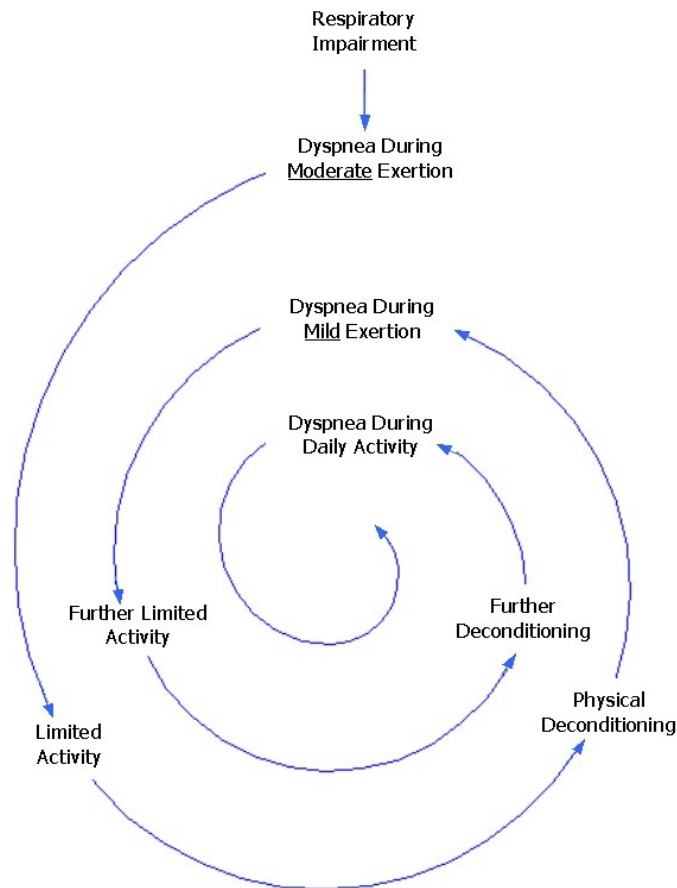 Respiratory
Impairment
Dyspnea During
Moderate Exertion
Dyspnea During
Mild Exertion
Dyspnea During
Daily Activity
Further Limited
Activity
Further
Deconditioning
Limited
Activity
Physical
Deconditioning